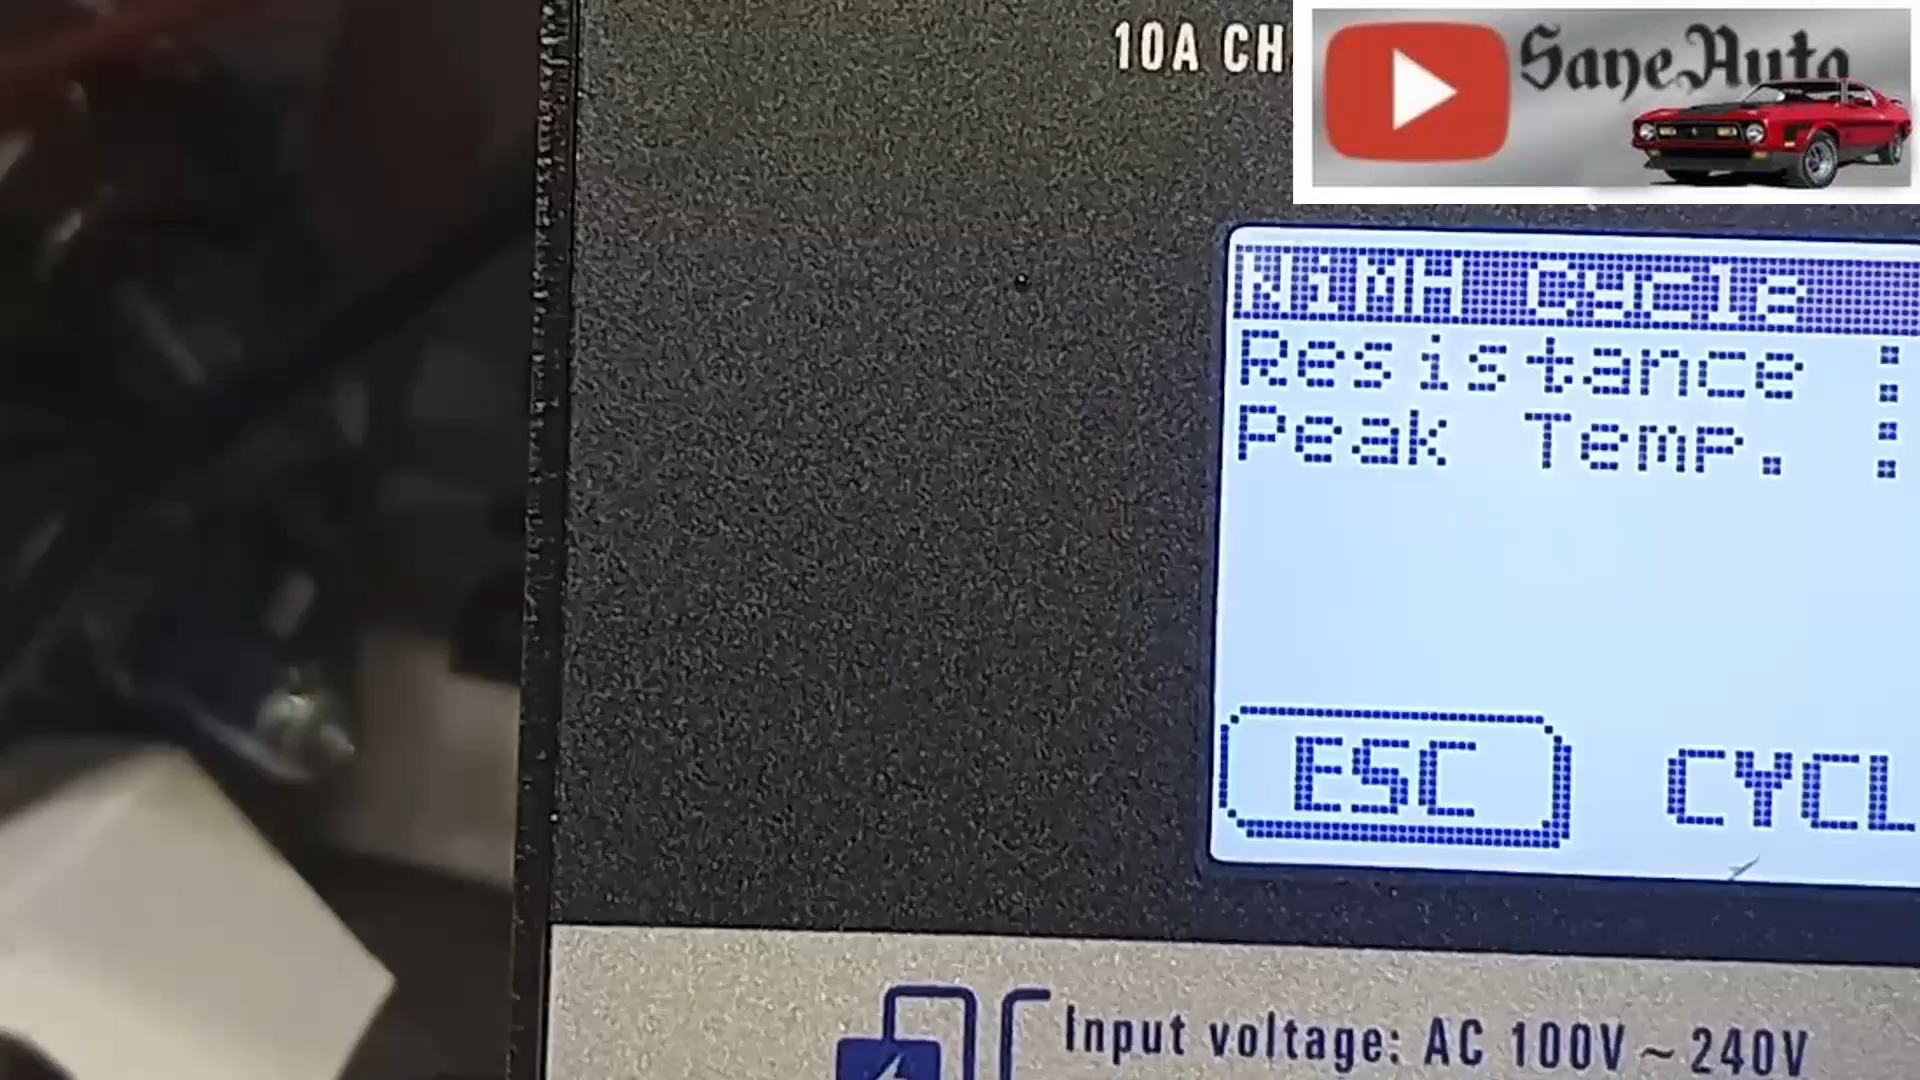 10A CH
SaneAuto
NiMH Cycle
Resistance :
Peak Temp. :
ESC CYCL
Input voltage: AC 100V ~ 240V